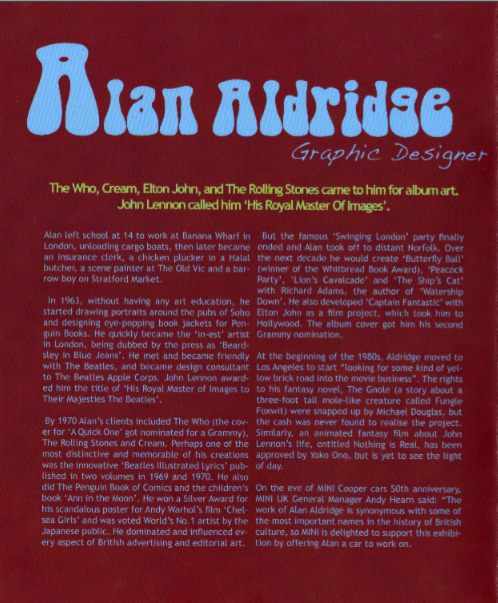 Alan Aldridge
Graphic Designer
The Who, Cream, Elton John, and The Rolling Stones came to him for album art.
John Lennon called him ‘His Royal Master Of Images’.
Alan left school at 14 to work at Banana Wharf in
London, unloading cargo boats, then later became
an insurance clerk, a chicken plucker in a Halal
butcher, a scene painter at The Old Vic and a bar-
row boy on Stratford Market.
In 1963, without having any art education, he
started drawing portraits around the pubs of Soho
and designing eye-popping book jackets for Pen-
guin Books. He quickly became the ‘in-est’ artist
in London, being dubbed by the press as ‘Beard-
sley in Blue Jeans’. He met and became friendly
with The Beatles, and became design consultant
to The Beatles Apple Corps. John Lennon award-
ed him the title of ‘His Royal Master of Images to
Their Majesties The Beatles’.
By 1970 Alan’s clients included The Who (the cov-
er for ‘A Quick One’ got nominated for a Grammy),
The Rolling Stones and Cream. Perhaps one of the
most distinctive and memorable of his creations
was the innovative ‘Beatles Illustrated Lyrics’ pub-
lished in two volumes in 1969 and 1970. He also
did The Penguin Book of Comics and the children’s
book ‘Ann in the Moon’. He won a Silver Award for
his scandalous poster for Andy Warhol’s film ‘Chel-
sea Girls’ and was voted World’s No.1 artist by the
Japanese public. He dominated and influenced ev-
ery aspect of British advertising and editorial art.
But the famous ‘Swinging London’ party finally
ended and Alan took off to distant Norfolk. Over
the next decade he would create ‘Butterfly Ball’
(winner of the Whitbread Book Award), ‘Peacock
Party’, ‘Lion’s Cavalcade’ and ‘The Ship’s Cat’
with Richard Adams, the author of ‘Watership
Down’. He also developed ‘Captain Fantastic’ with
Elton John as a film project, which took him to
Hollywood. The album cover got him his second
Grammy nomination.
At the beginning of the 1980s, Aldridge moved to
Los Angeles to start “looking for some kind of yel-
low brick road into the movie business”. The rights
to his fantasy novel, The Gnole (a story about a
three-foot tall mole-like creature called Fungle
Foxwit) were snapped up by Michael Douglas, but
the cash was never found to realise the project.
Similarly, an animated fantasy film about John
Lennon’s life, entitled Nothing is Real, has been
approved by Yoko Ono, but is yet to see the light
of day.
On the eve of MINI Cooper cars 50th anniversary,
MINI UK General Manager Andy Hearn said: “The
work of Alan Aldridge is synonymous with some of
the most important names in the history of British
culture, so MINI is delighted to support this exhibi-
tion by offering Alan a car to work on.